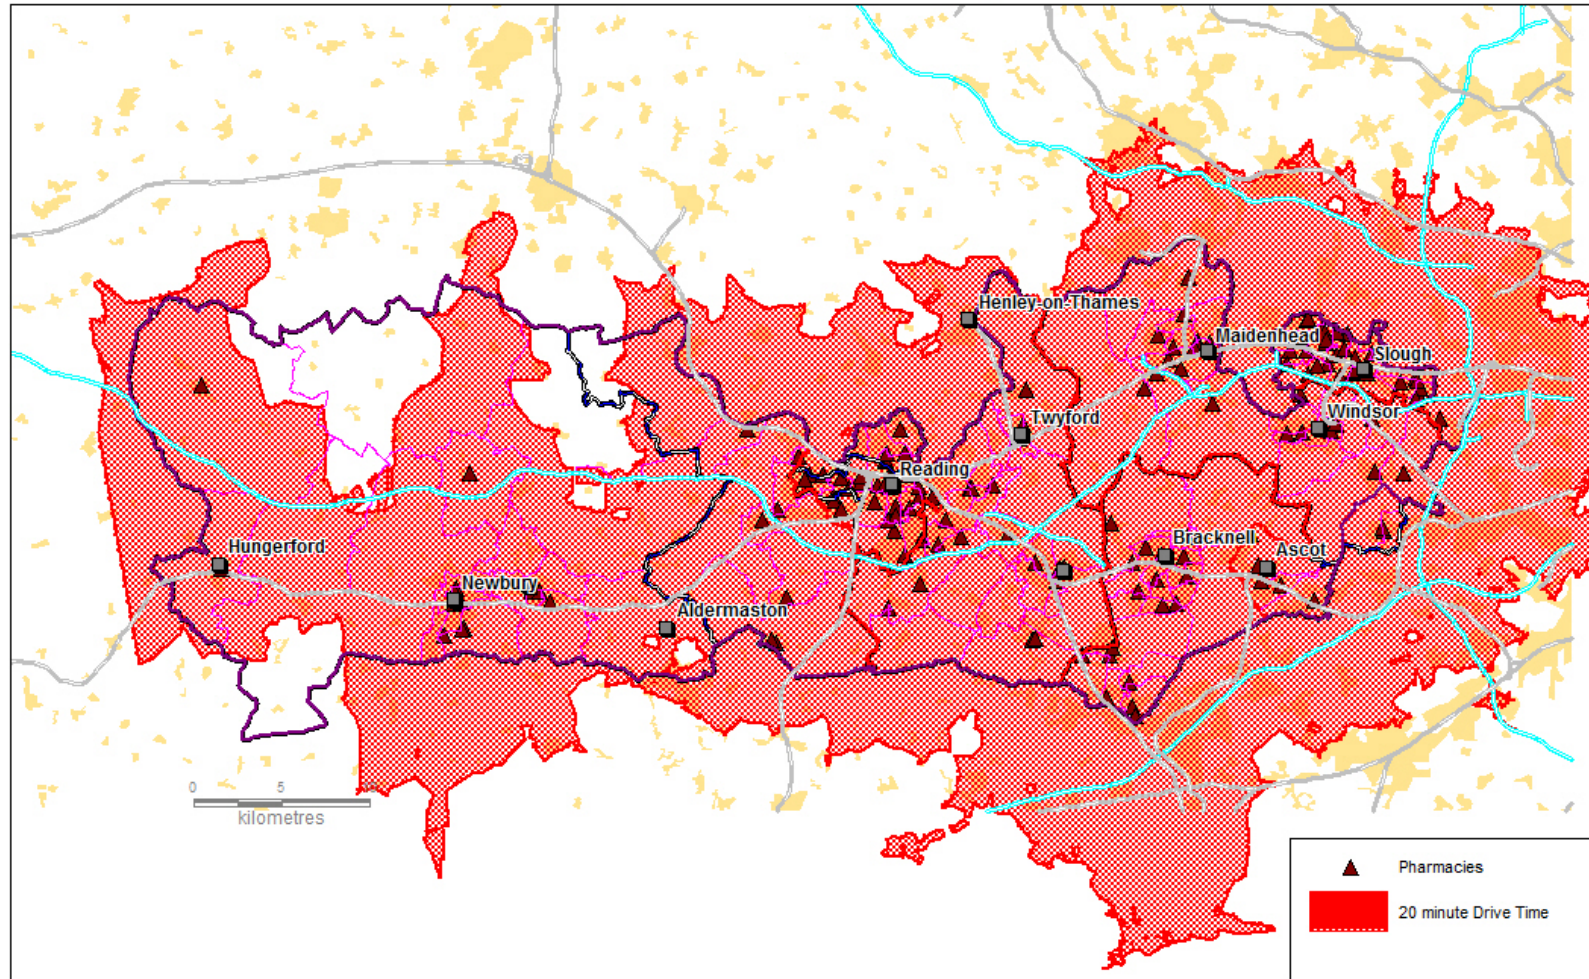 Henley-on-Thames
Maidenhead
Slough
Twyford
Windsor
Reading
Bracknell
Ascot
Hungerford
Newbury
Aldermaston
0 5
kilometres
Pharmacies
20 minute Drive Time